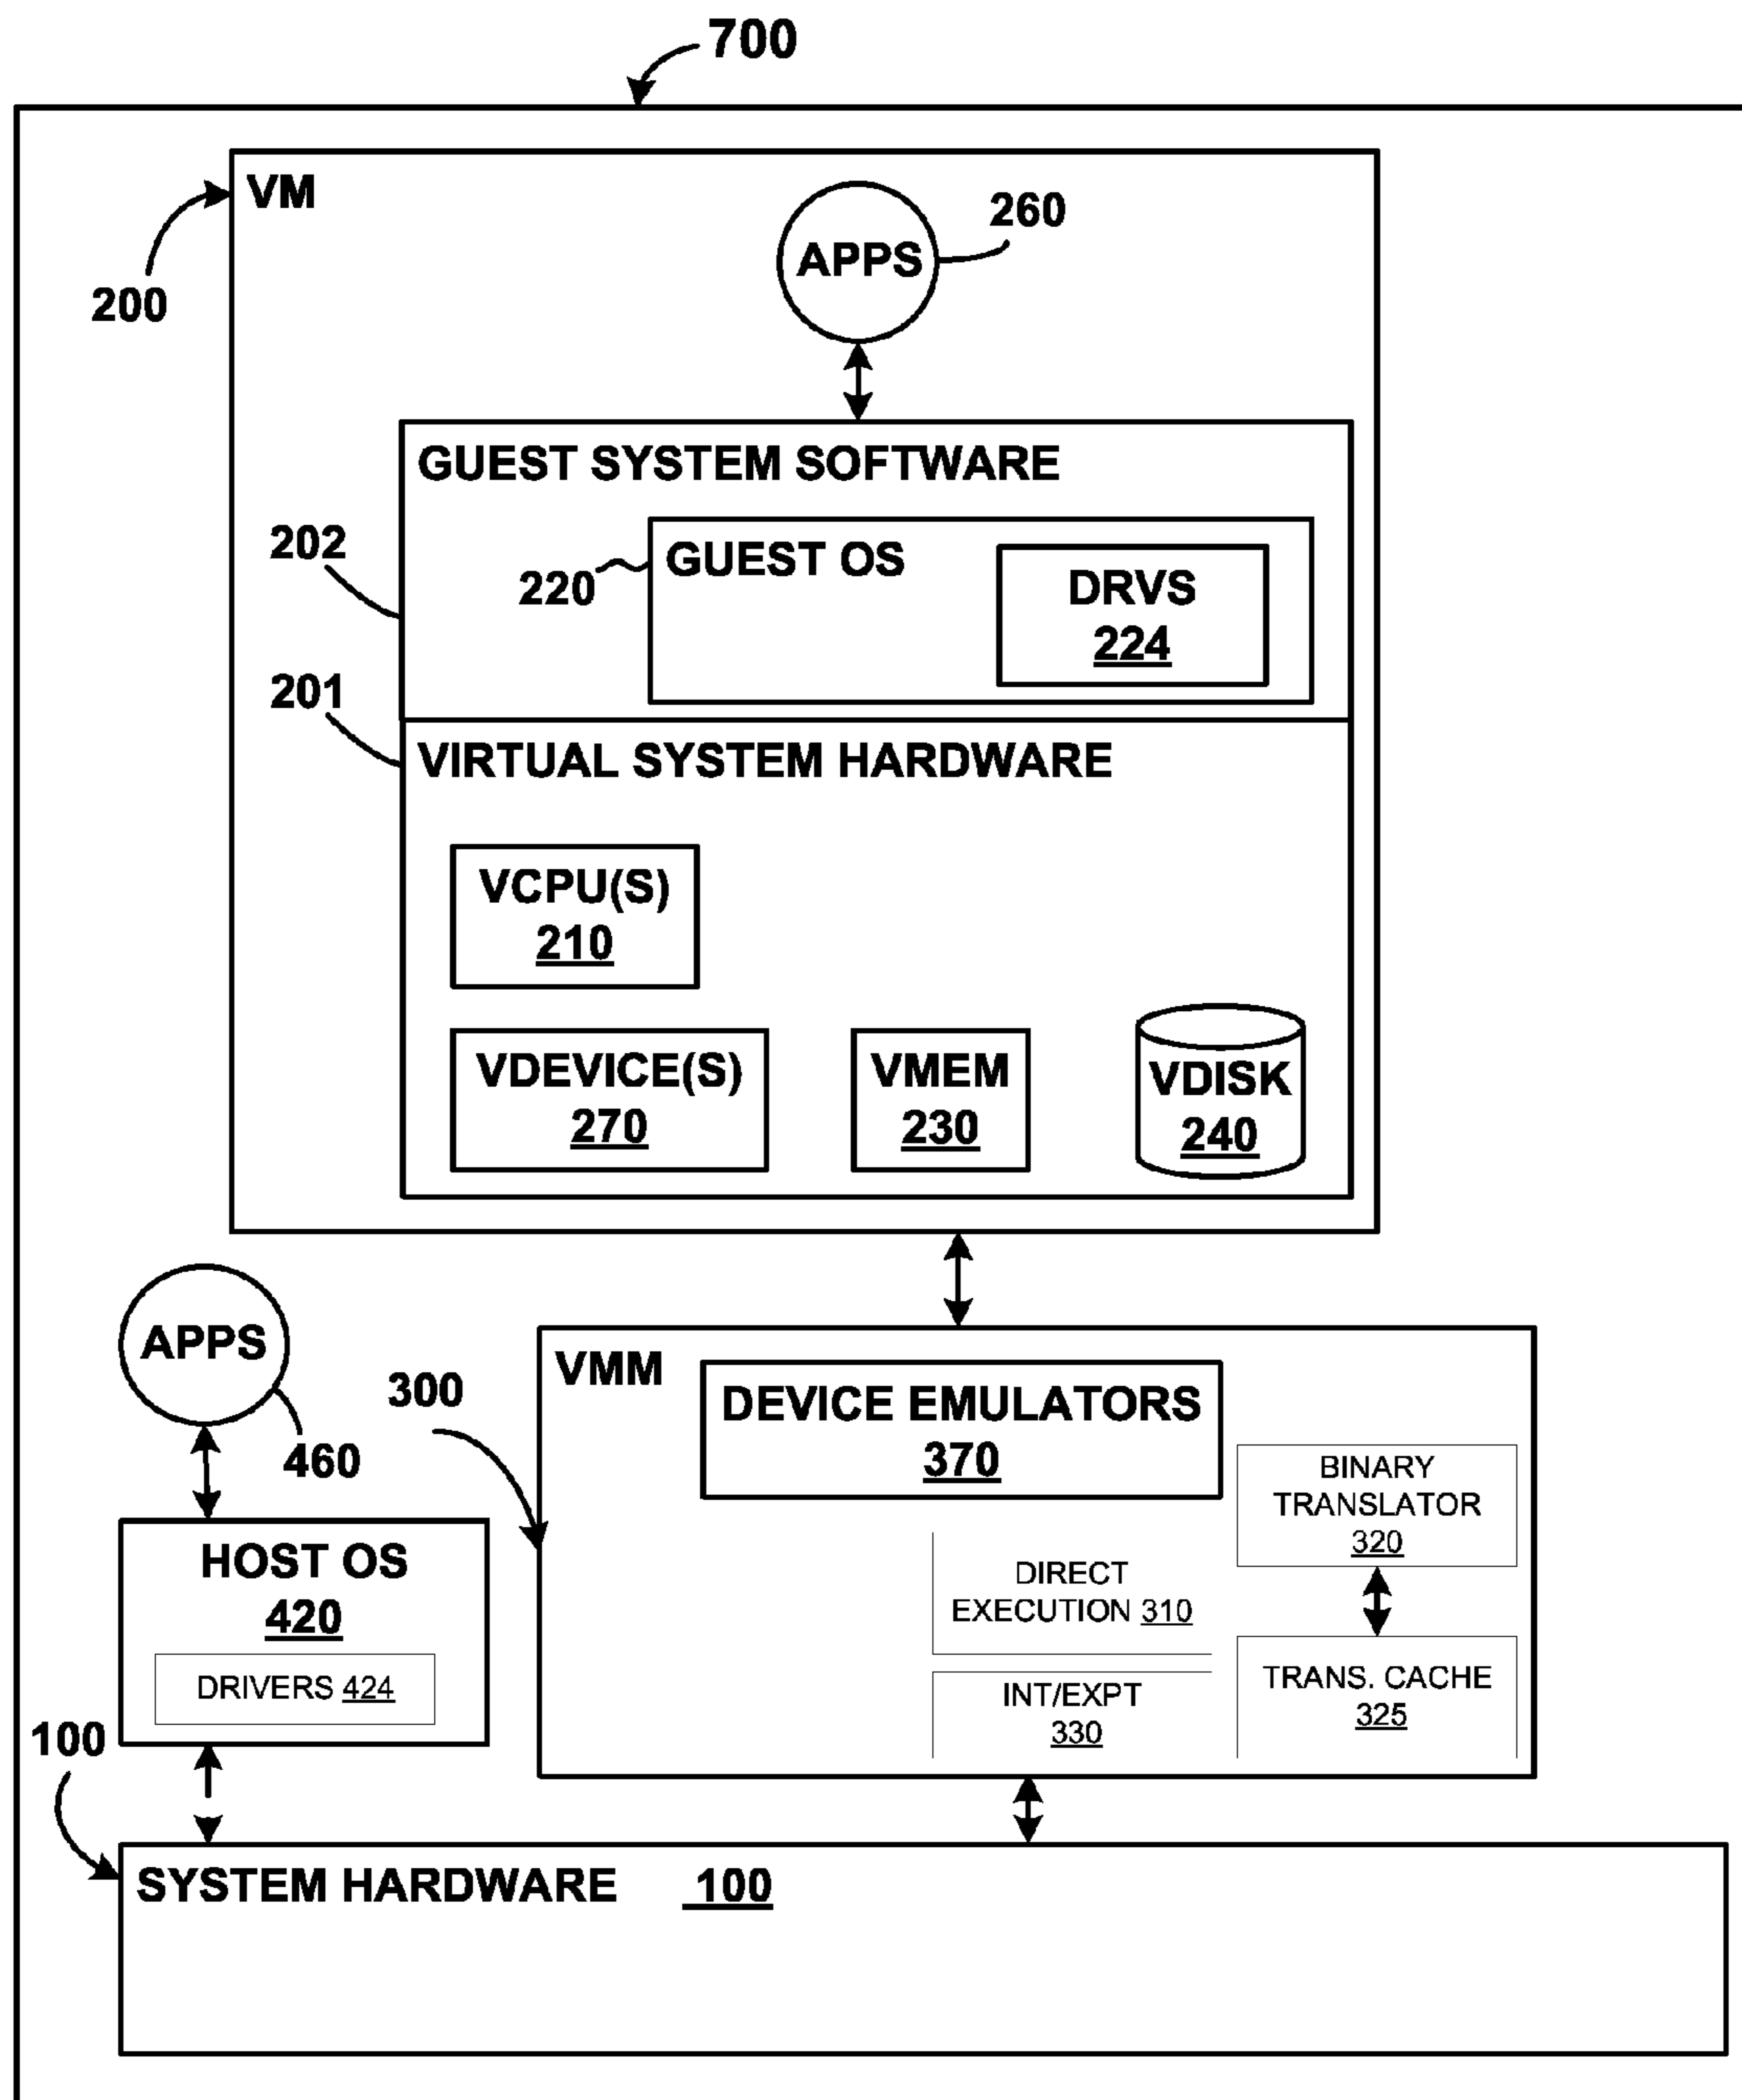 700
VM
200
APPS
260
GUEST SYSTEM SOFTWARE
202
GUEST OS
220
DRVS
224
201
VIRTUAL SYSTEM HARDWARE
VCPU(S)
210
VDEVICE(S)
270
VMEM
230
VDISK
240
APPS
460
300
VMM
DEVICE EMULATORS
370
BINARY
TRANSLATOR
320
DIRECT
EXECUTION 310
INT/EXPT
330
TRANS. CACHE
325
HOST OS
420
DRIVERS 424
100
SYSTEM HARDWARE 100